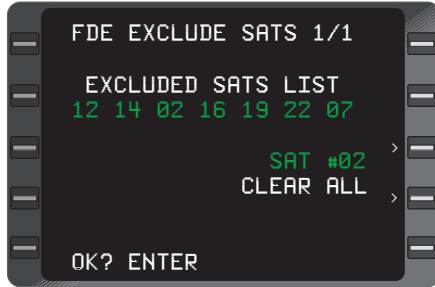 FDE EXCLUDE SATS 1/1
EXCLUDED SATS LIST
12 14 02 16 19 22 07
SAT #02 >
CLEAR ALL >
OK? ENTER